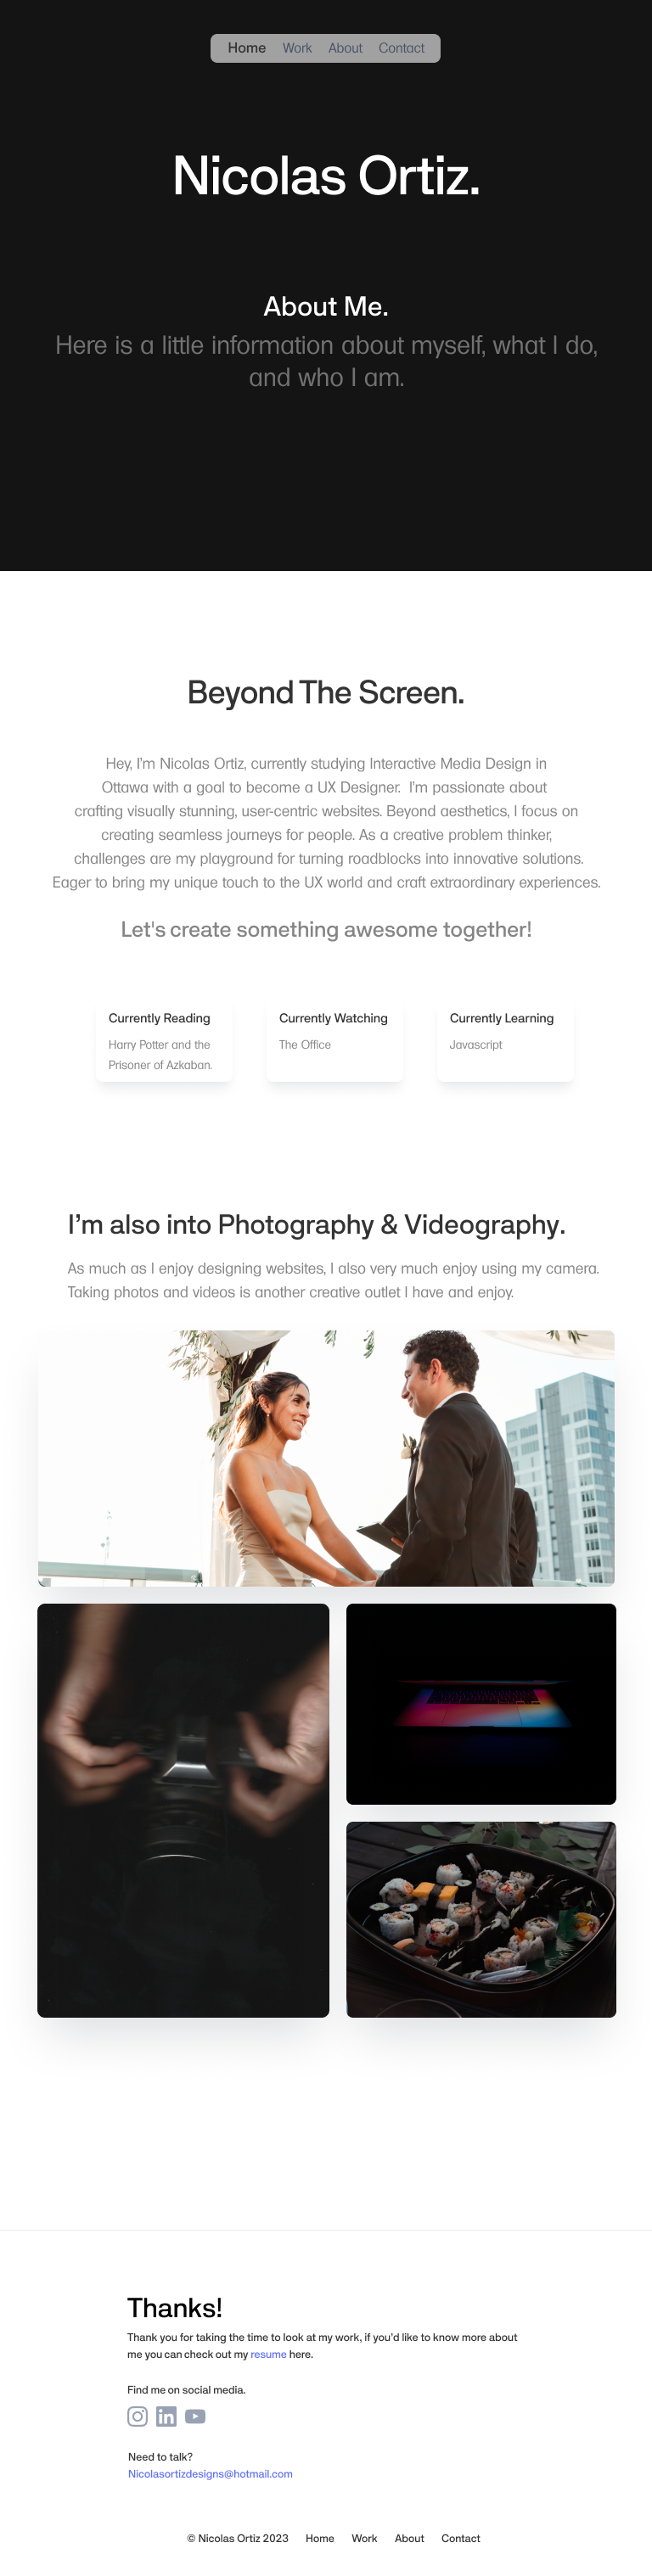 Home Work About Contact
Nicolas Ortiz.
About Me.
Here is a little information about myself, what I do,
and who I am.
Beyond The Screen.
Hey, I'm Nicolas Ortiz, currently studying Interactive Media Design in
Ottawa with a goal to become a UX Designer. I'm passionate about
crafting visually stunning, user-centric websites. Beyond aesthetics, I focus on
creating seamless journeys for people. As a creative problem thinker,
challenges are my playground for turning roadblocks into innovative solutions.
Eager to bring my unique touch to the UX world and craft extraordinary experiences.
Let's create something awesome together!
Currently Reading
Harry Potter and the
Prisoner of Azkaban.
Currently Watching
The Office
Currently Learning
Javascript
I’m also into Photography & Videography.
As much as I enjoy designing websites, I also very much enjoy using my camera.
Taking photos and videos is another creative outlet I have and enjoy.
Thanks!
Thank you for taking the time to look at my work, if you’d like to know more about
me you can check out my resume here.
Find me on social media.
in
Need to talk?
Nicolasortizdesigns@hotmail.com
© Nicolas Ortiz 2023 Home Work About Contact